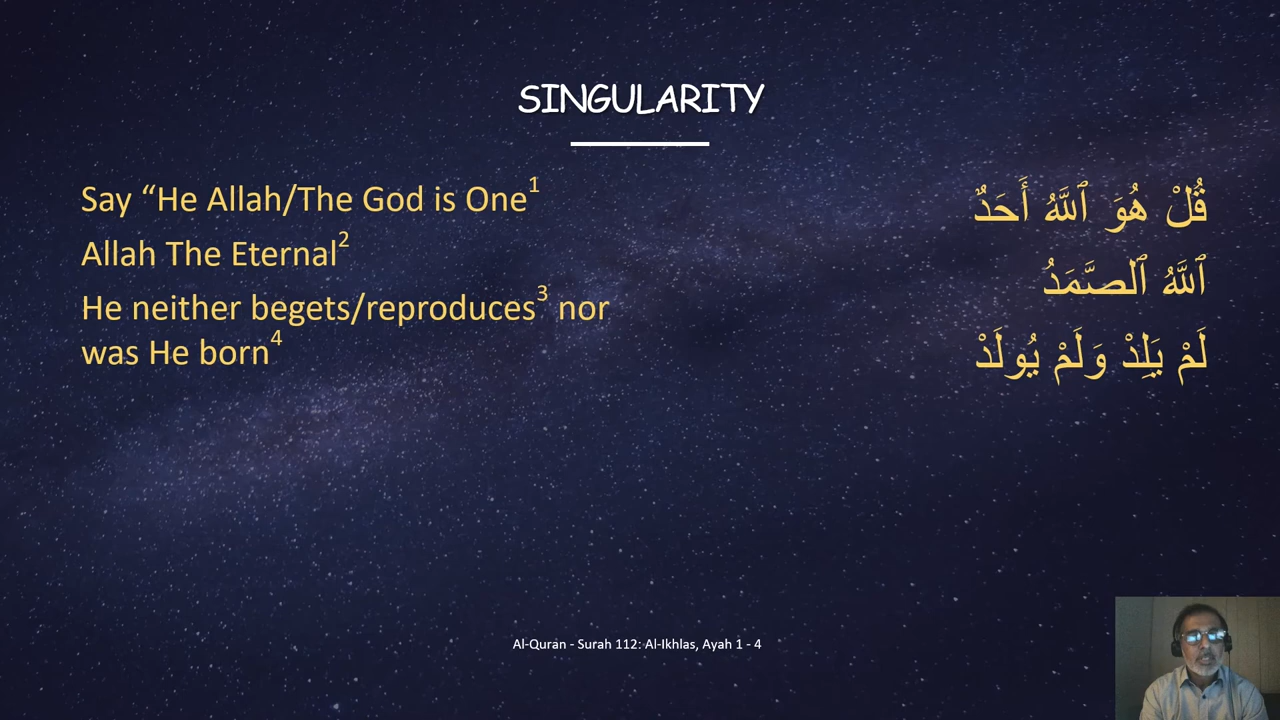 SINGULARITY
Say “He Allah/The God is One1
Allah The Eternal2
He neither begets/reproduces3 nor
was He born4
قُلْ هُوَ ٱللَّهُ أَحَدٌ
ٱللَّهُ ٱلصَّمَدُ
لَمْ يَلِدْ وَلَمْ يُولَدْ
Al-Quran - Surah 112: Al-Ikhlas, Ayah 1 - 4